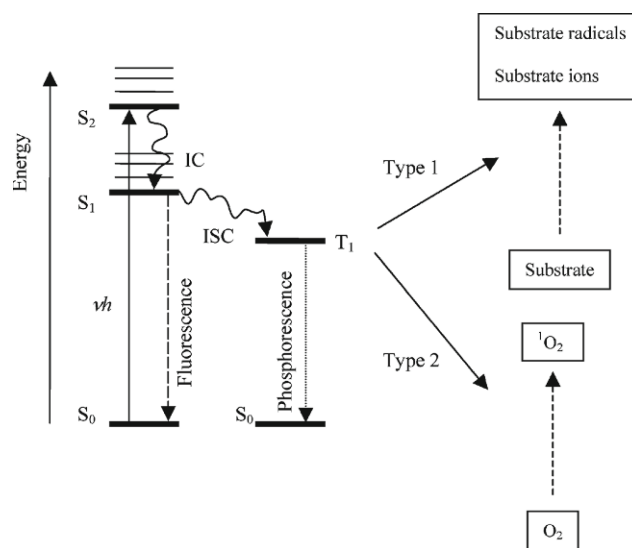 Substrate radicals
Substrate ions
Energy
S₂
IC
S₁
ISC
T₁
Type 1
Substrate
νh
Fluorescence
Phosphorescence
Type 2
¹O₂
S₀
S₀
O₂